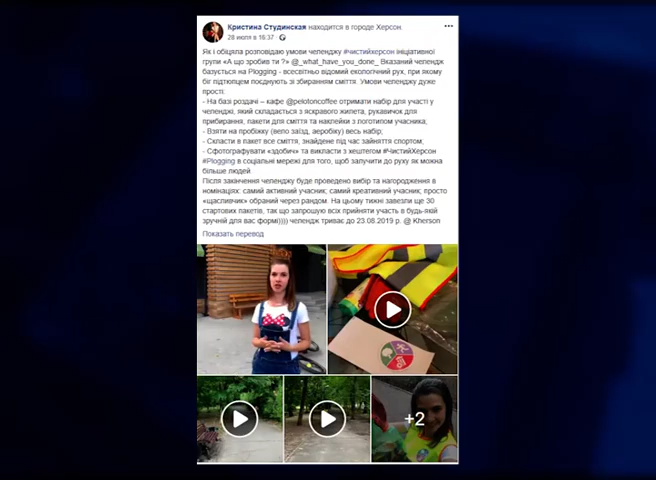 Кристина Студинская находится в городе Херсон.
28 июля в 16:37 ·
Як і обіцяла розповідаю умови челенджу #чистийхерсон ініціативної
групи «А що зробив ти ?» @_what_have_you_done_ Вказаний челендж
базується на Plogging - всесвітньо відомий екологічний рух, при якому
біг підтюпцем поєднують зі збиранням сміття. Умови челенджу дуже
прості:
- На базі роздачі – кафе @pelotoncoffee отримати набір для участі у
челенджі, який складається з яскравого жилета, рукавичок для
прибирання, пакети для сміття та наклейки з логотипом учасника;
- Взяти на пробіжку (вело заїзд, аеробіку) весь набір;
- Скласти в пакет все сміття, знайдене під час зайняття спортом;
- Сфотографувати «здобич» та викласти з хештегом #ЧистийХерсон
#Plogging в соціальні мережі для того, щоб залучити до руху як можна
більше людей.
Після закінчення челенджу буде проведено вибір та нагородження в
номінаціях: самий активний учасник; самий креативний учасник; просто
«щасливчик» обраний через рандом. На цьому тижні завезли ще 30
стартових пакетів, так що запрошую всіх прийняти участь в будь-якій
зручній для вас формі)))) челендж триває до 23.08.2019 р. @ Kherson
Показать перевод
+2